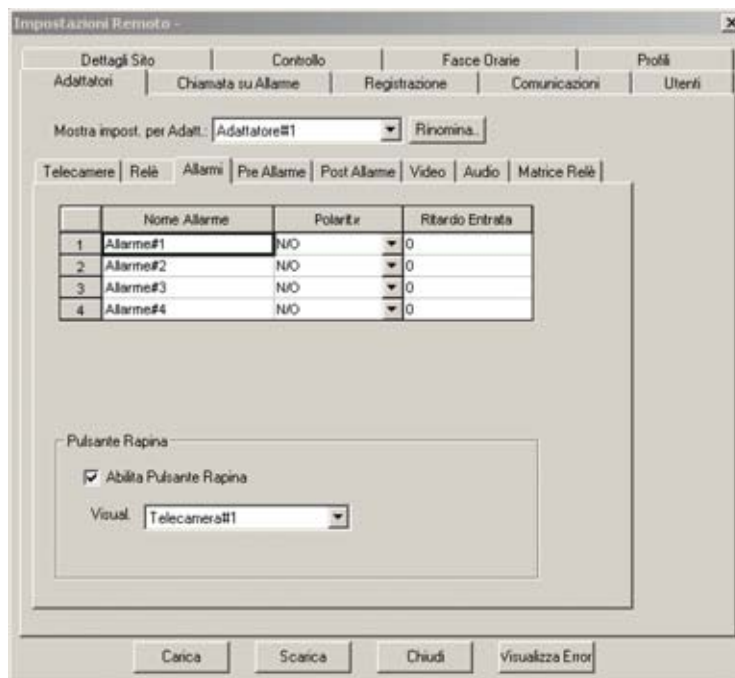 Impostazioni Remoto -
Dettagli Sito Controllo Fasce Orarie Profili
Adattatori Chiamata su Allarme Registrazione Comunicazioni Utenti
Mostra impost. per Adatt.: Adattatore#1 Rinomina..
Telecamere Relè Allarmi Pre Allarme Post Allarme Video Audio Matrice Relè
Nome Allarme Polarit Ritardo Entrata
1 Allarme#1 N/O 0
2 Allarme#2 N/O 0
3 Allarme#3 N/O 0
4 Allarme#4 N/O 0
Pulsante Rapina
Abilita Pulsante Rapina
Visual. Telecamera#1
Carica Scarica Chiudi Visualizza Error